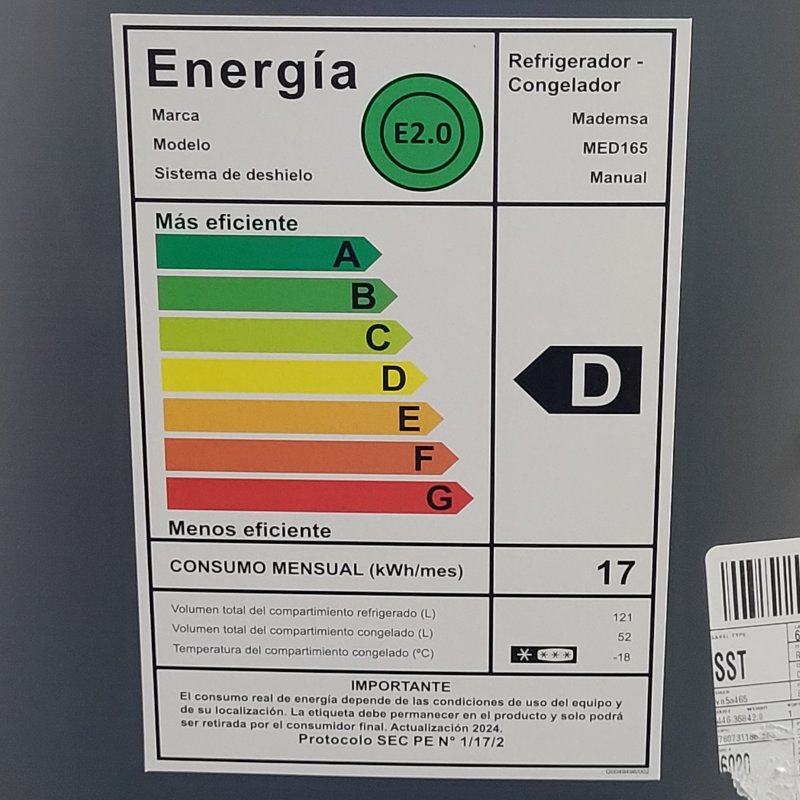 Energía
E2.0
Marca
Modelo
Sistema de deshielo
Refrigerador -
Congelador
Mademsa
MED165
Manual
Más eficiente
A
B
C
D
E
F
G
Menos eficiente
D
CONSUMO MENSUAL (kWh/mes) 17
Volumen total del compartimiento refrigerado (L) 121
Volumen total del compartimiento congelado (L) 52
Temperatura del compartimiento congelado (ºC) -18
IMPORTANTE
El consumo real de energía depende de las condiciones de uso del equipo y
de su localización. La etiqueta debe permanecer en el producto y solo podrá
ser retirada por el consumidor final. Actualización 2024.
Protocolo SEC PE N° 1/17/2
LABEL TYPE
SST
6020